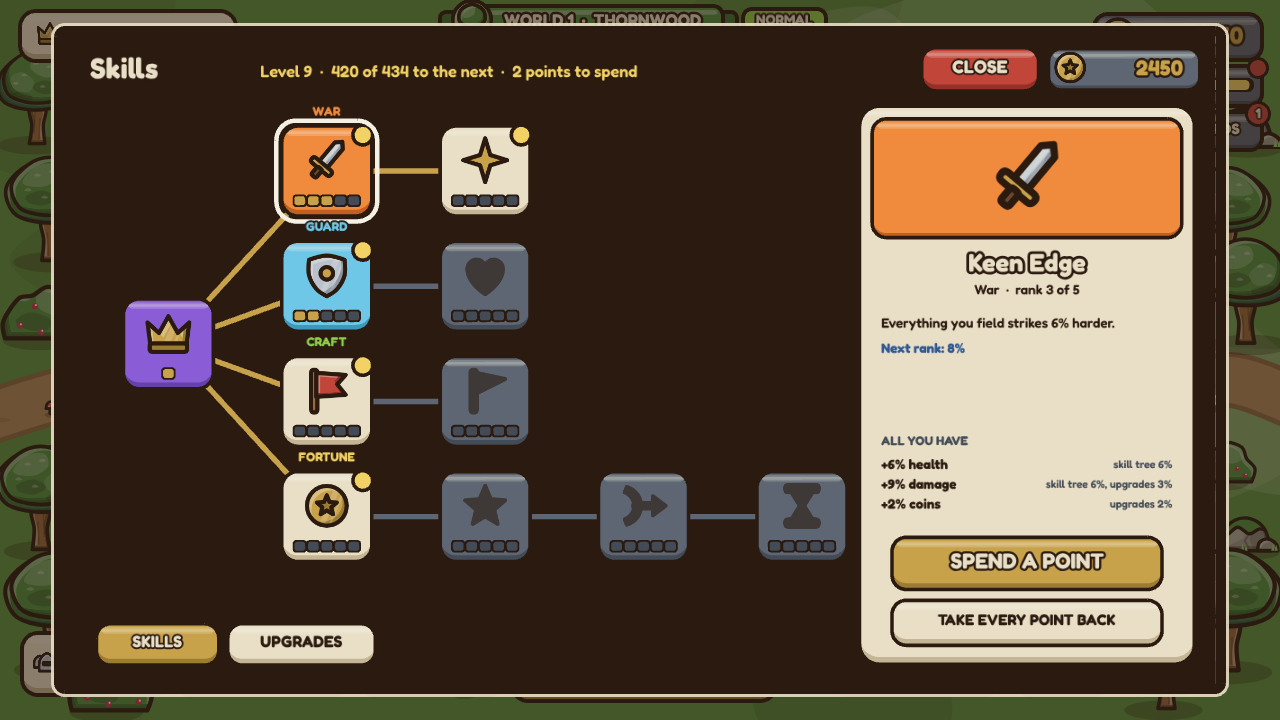 WORLD 1 · THORNWOOD
NORMAL
Skills
Level 9 · 420 of 434 to the next · 2 points to spend
CLOSE
2450
WAR
GUARD
CRAFT
FORTUNE
Keen Edge
War · rank 3 of 5
Everything you field strikes 6% harder.
Next rank: 8%
ALL YOU HAVE
+6% health
skill tree 6%
+9% damage
skill tree 6%, upgrades 3%
+2% coins
upgrades 2%
SPEND A POINT
TAKE EVERY POINT BACK
SKILLS
UPGRADES
1